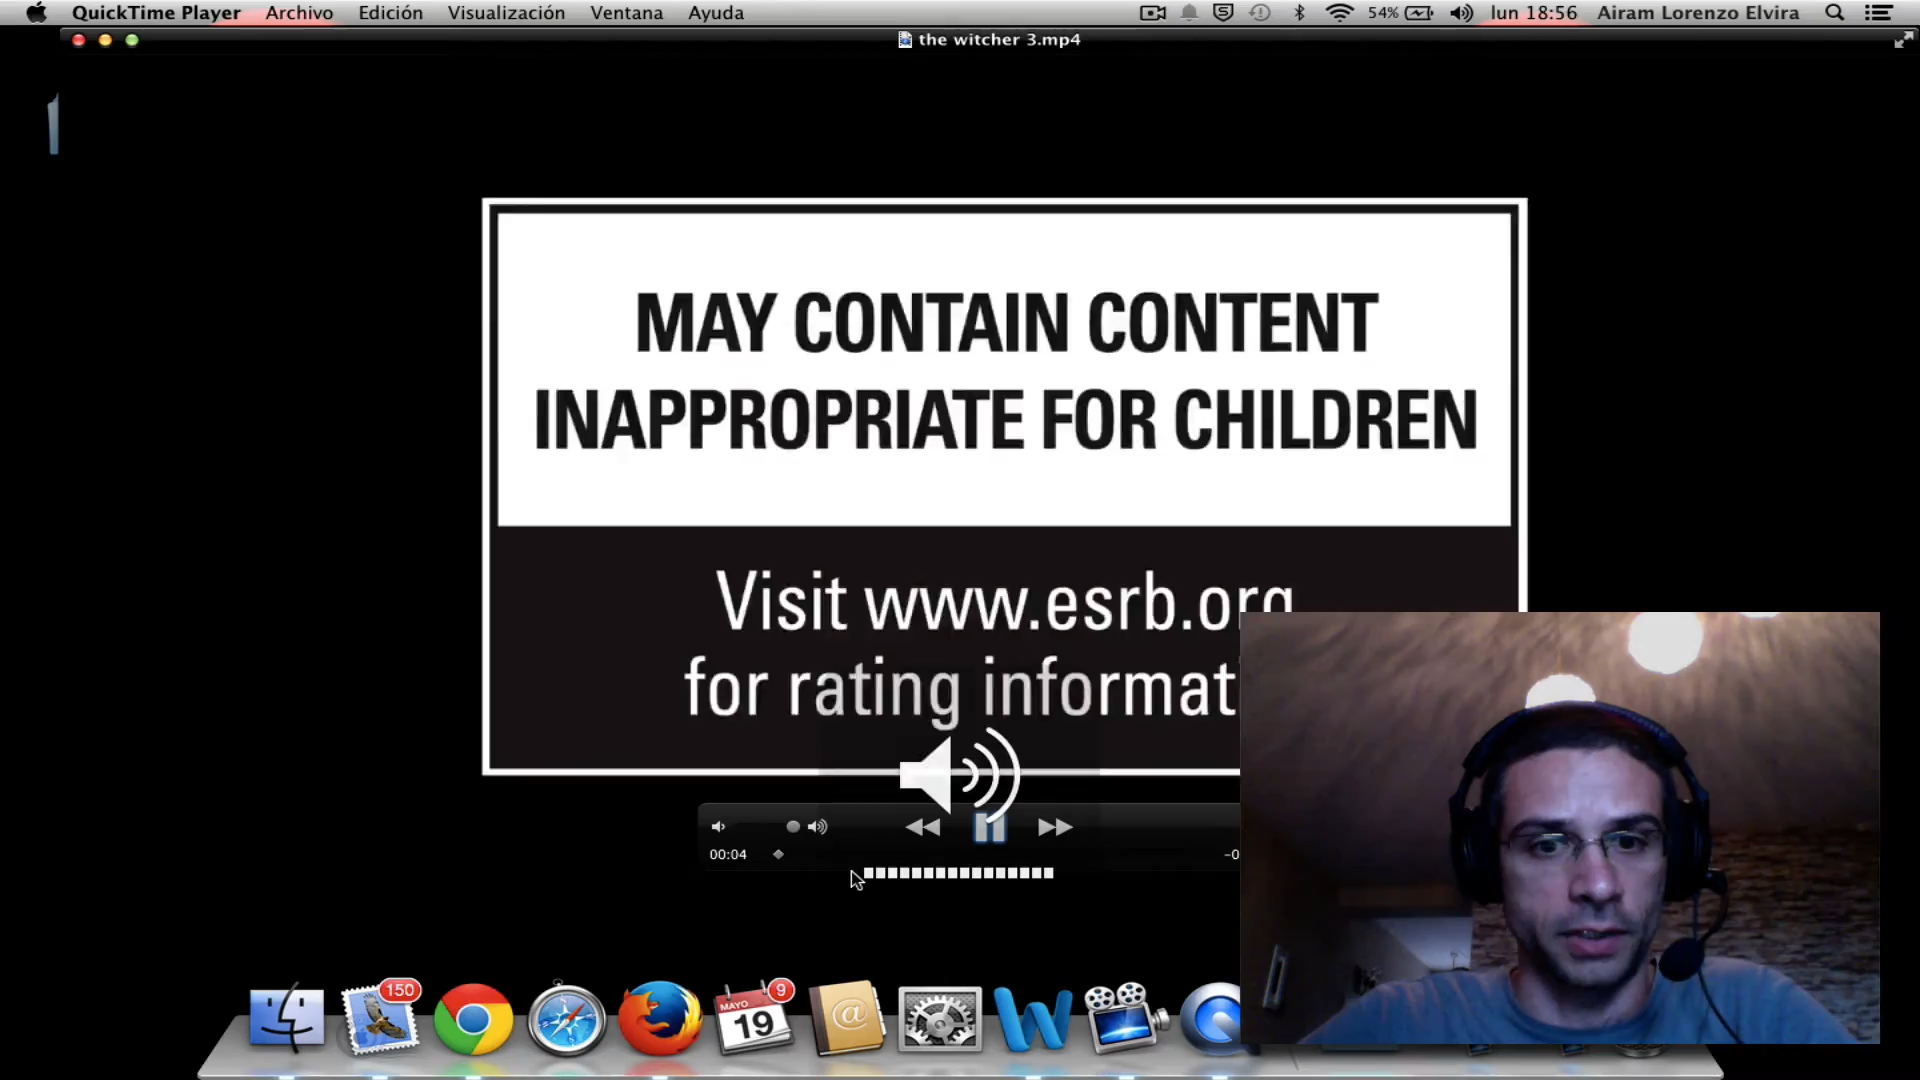 QuickTime Player Archivo Edición Visualización Ventana Ayuda 54% lun 18:56 Airam Lorenzo Elvira
the witcher 3.mp4
MAY CONTAIN CONTENT
INAPPROPRIATE FOR CHILDREN
Visit www.esrb.org
for rating informat
00:04 -0
150
9
MAYO
19